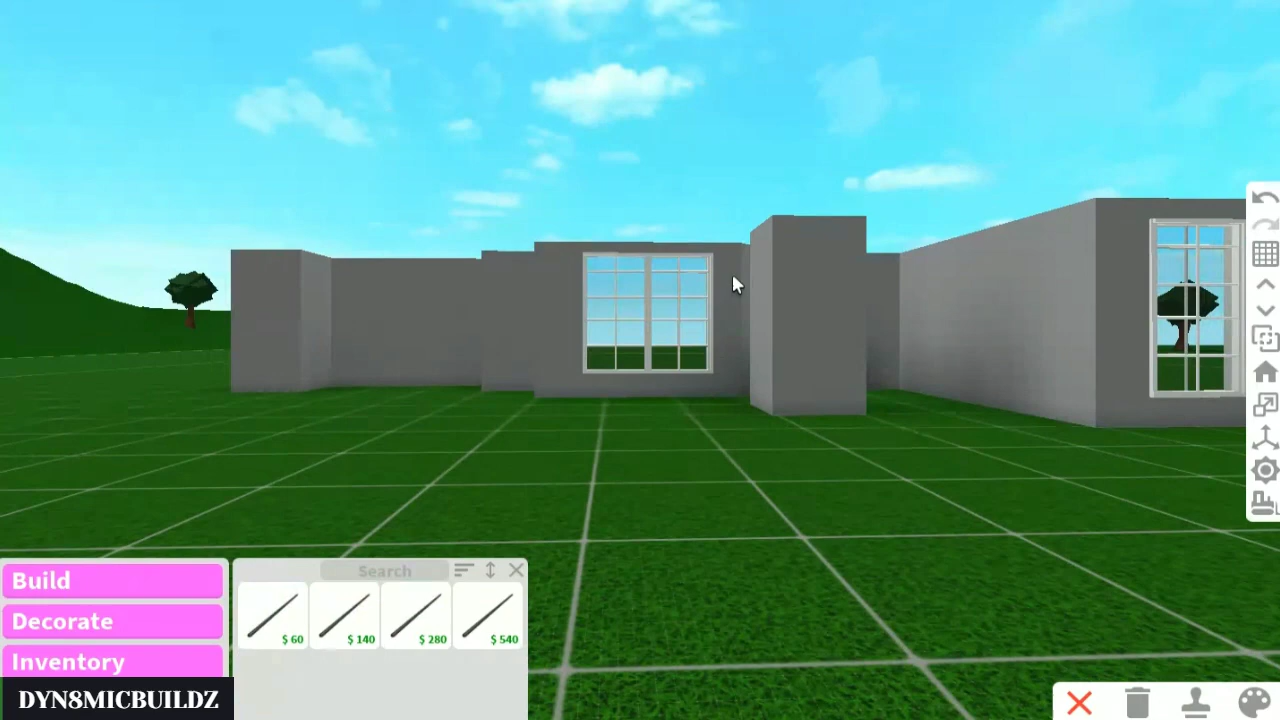 Search
Build
$ 60
$ 140
$ 280
$ 540
Decorate
Inventory
DYN8MICBUILDZ